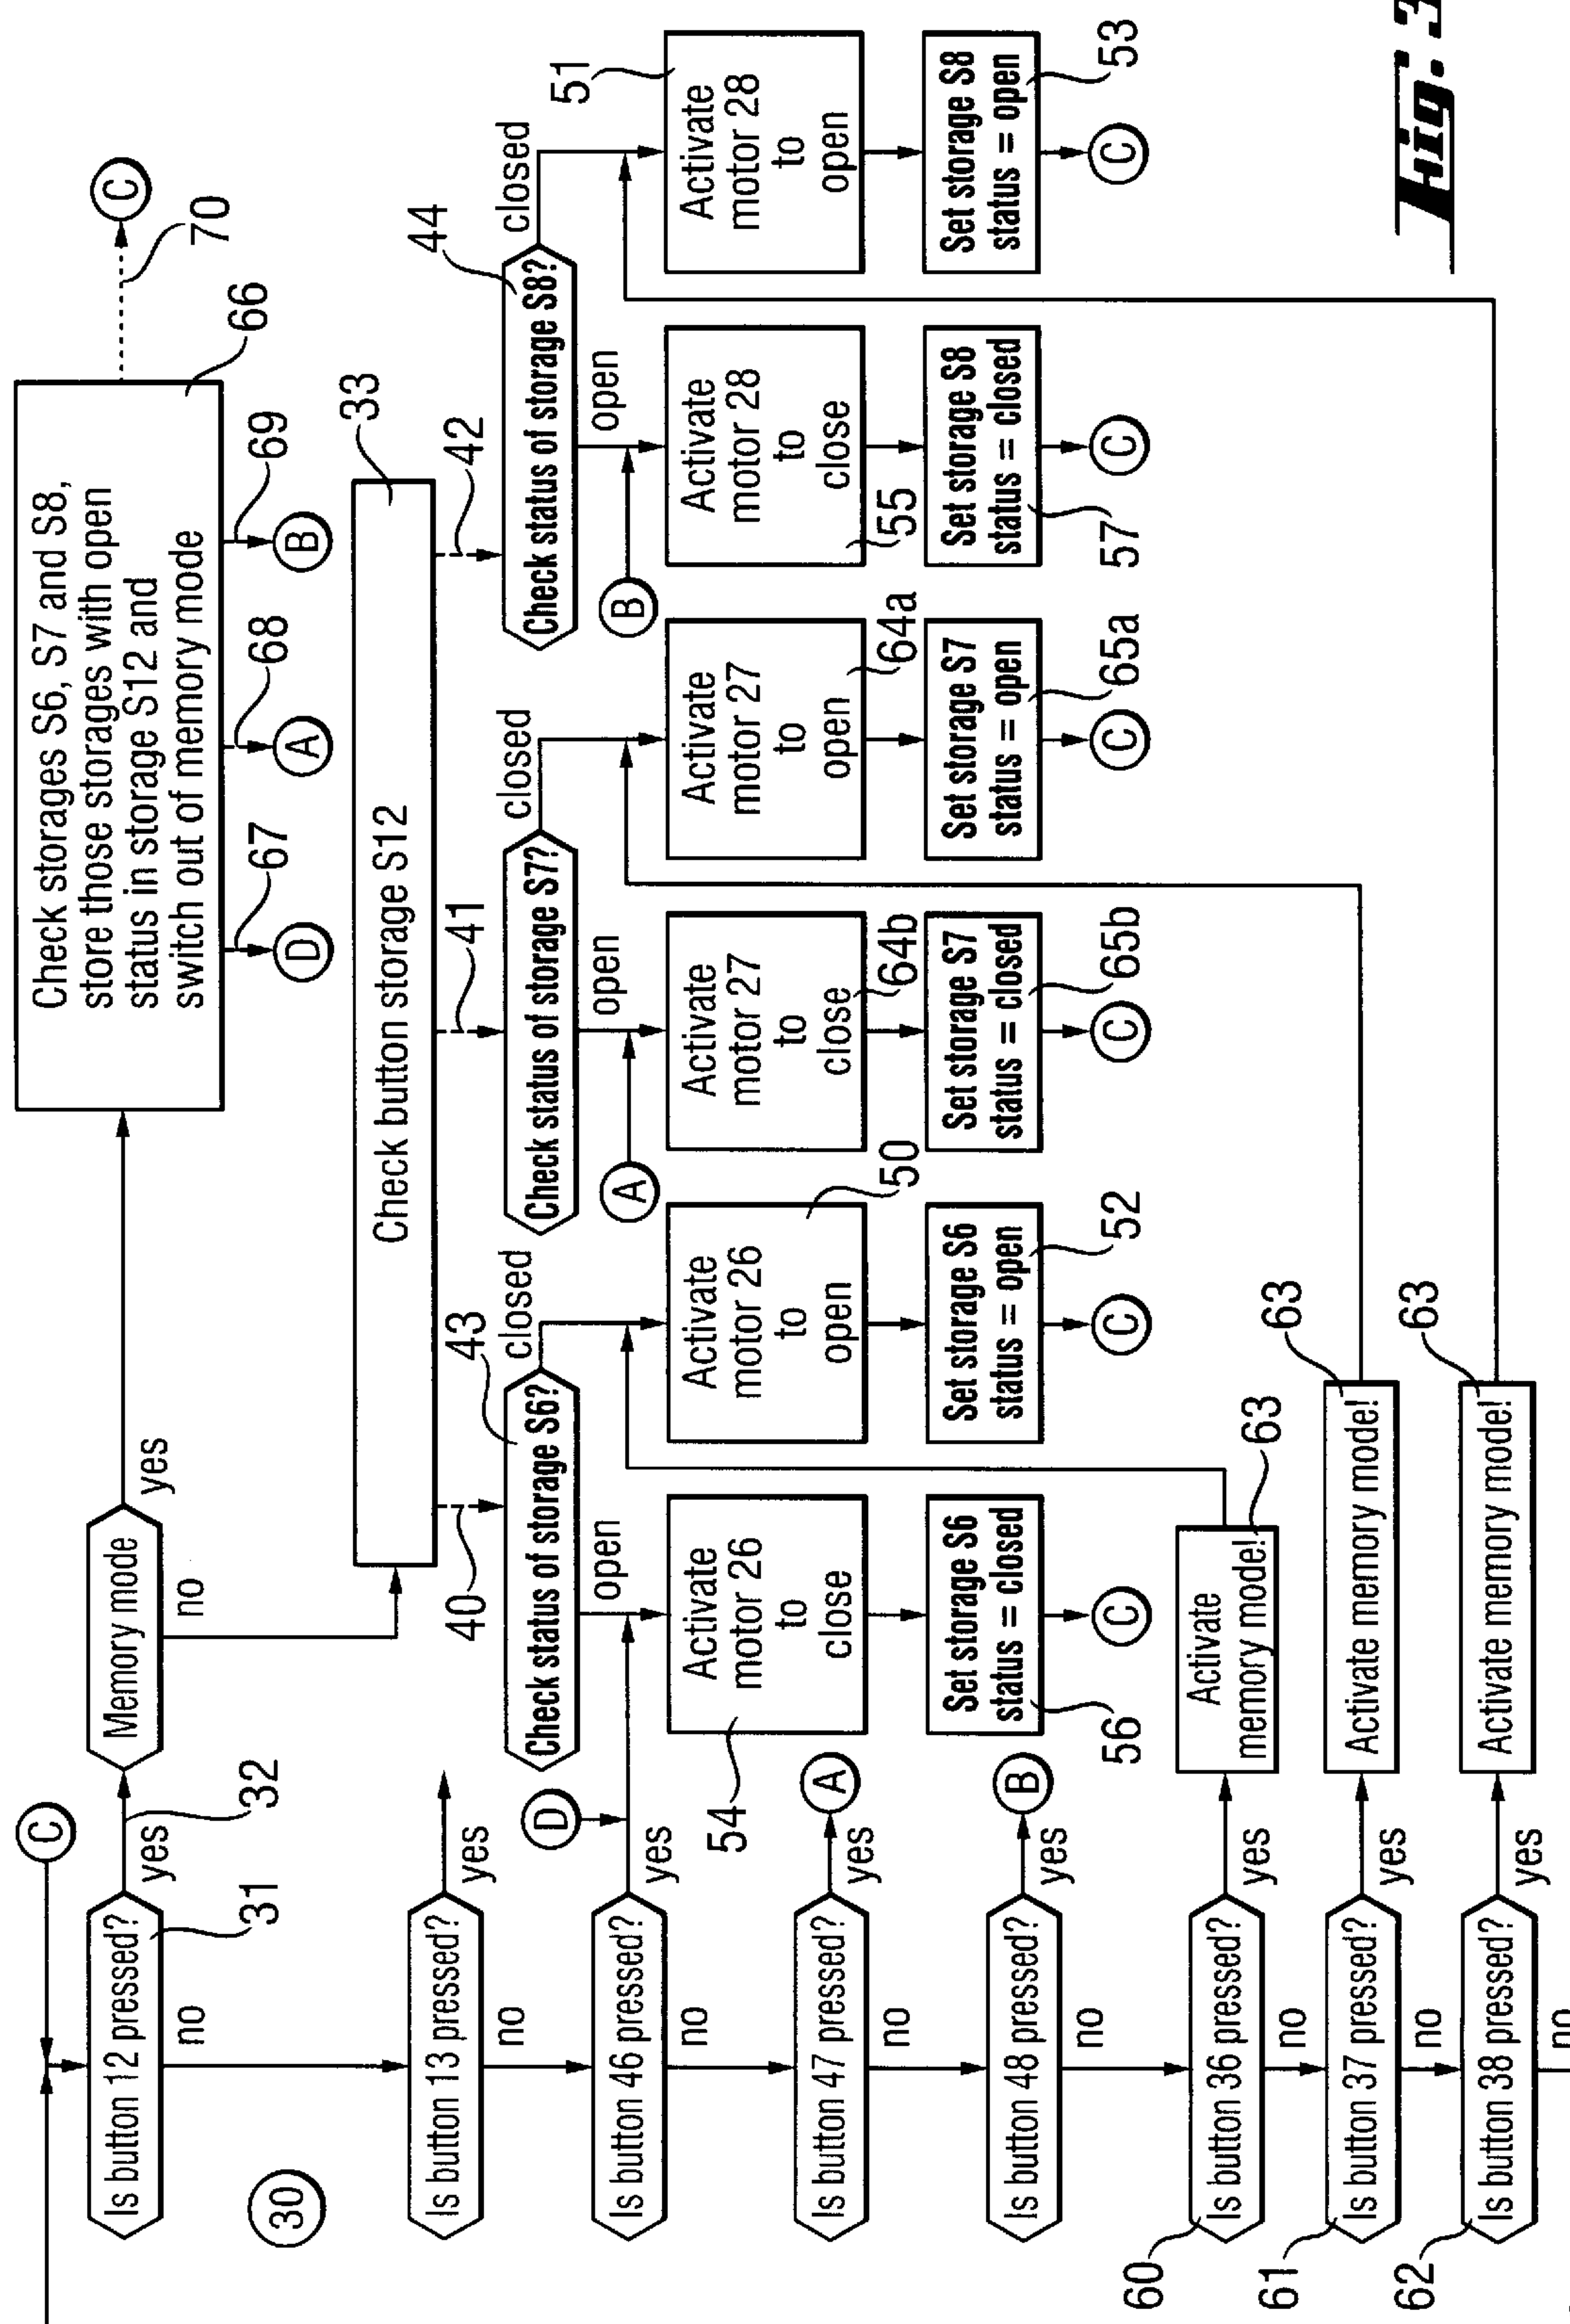 C
Is button 12 pressed?
31
yes
32
no
Memory mode
yes
no
Check storages S6, S7 and S8,
store those storages with open
status in storage S12 and
switch out of memory mode
66
70
C
67
D
68
A
69
B
30
Check button storage S12
33
40
41
42
Is button 13 pressed?
yes
no
Check status of storage S6?
43
closed
open
Check status of storage S7?
closed
open
Check status of storage S8?
44
closed
open
D
A
B
Is button 46 pressed?
yes
no
Activate
motor 26
to
close
54
Activate
motor 26
to
open
50
Activate
motor 27
to
close
64b
Activate
motor 27
to
open
64a
Activate
motor 28
to
close
55
Activate
motor 28
to
open
51
Is button 47 pressed?
yes
A
no
Set storage S6
status = closed
56
C
Set storage S6
status = open
52
C
Set storage S7
status = closed
65b
C
Set storage S7
status = open
65a
C
Set storage S8
status = closed
57
C
Set storage S8
status = open
53
C
Is button 48 pressed?
yes
B
no
60
Is button 36 pressed?
yes
no
Activate
memory mode!
63
61
Is button 37 pressed?
yes
no
Activate memory mode!
63
62
Is button 38 pressed?
yes
no
Activate memory mode!
63
Fig. 3